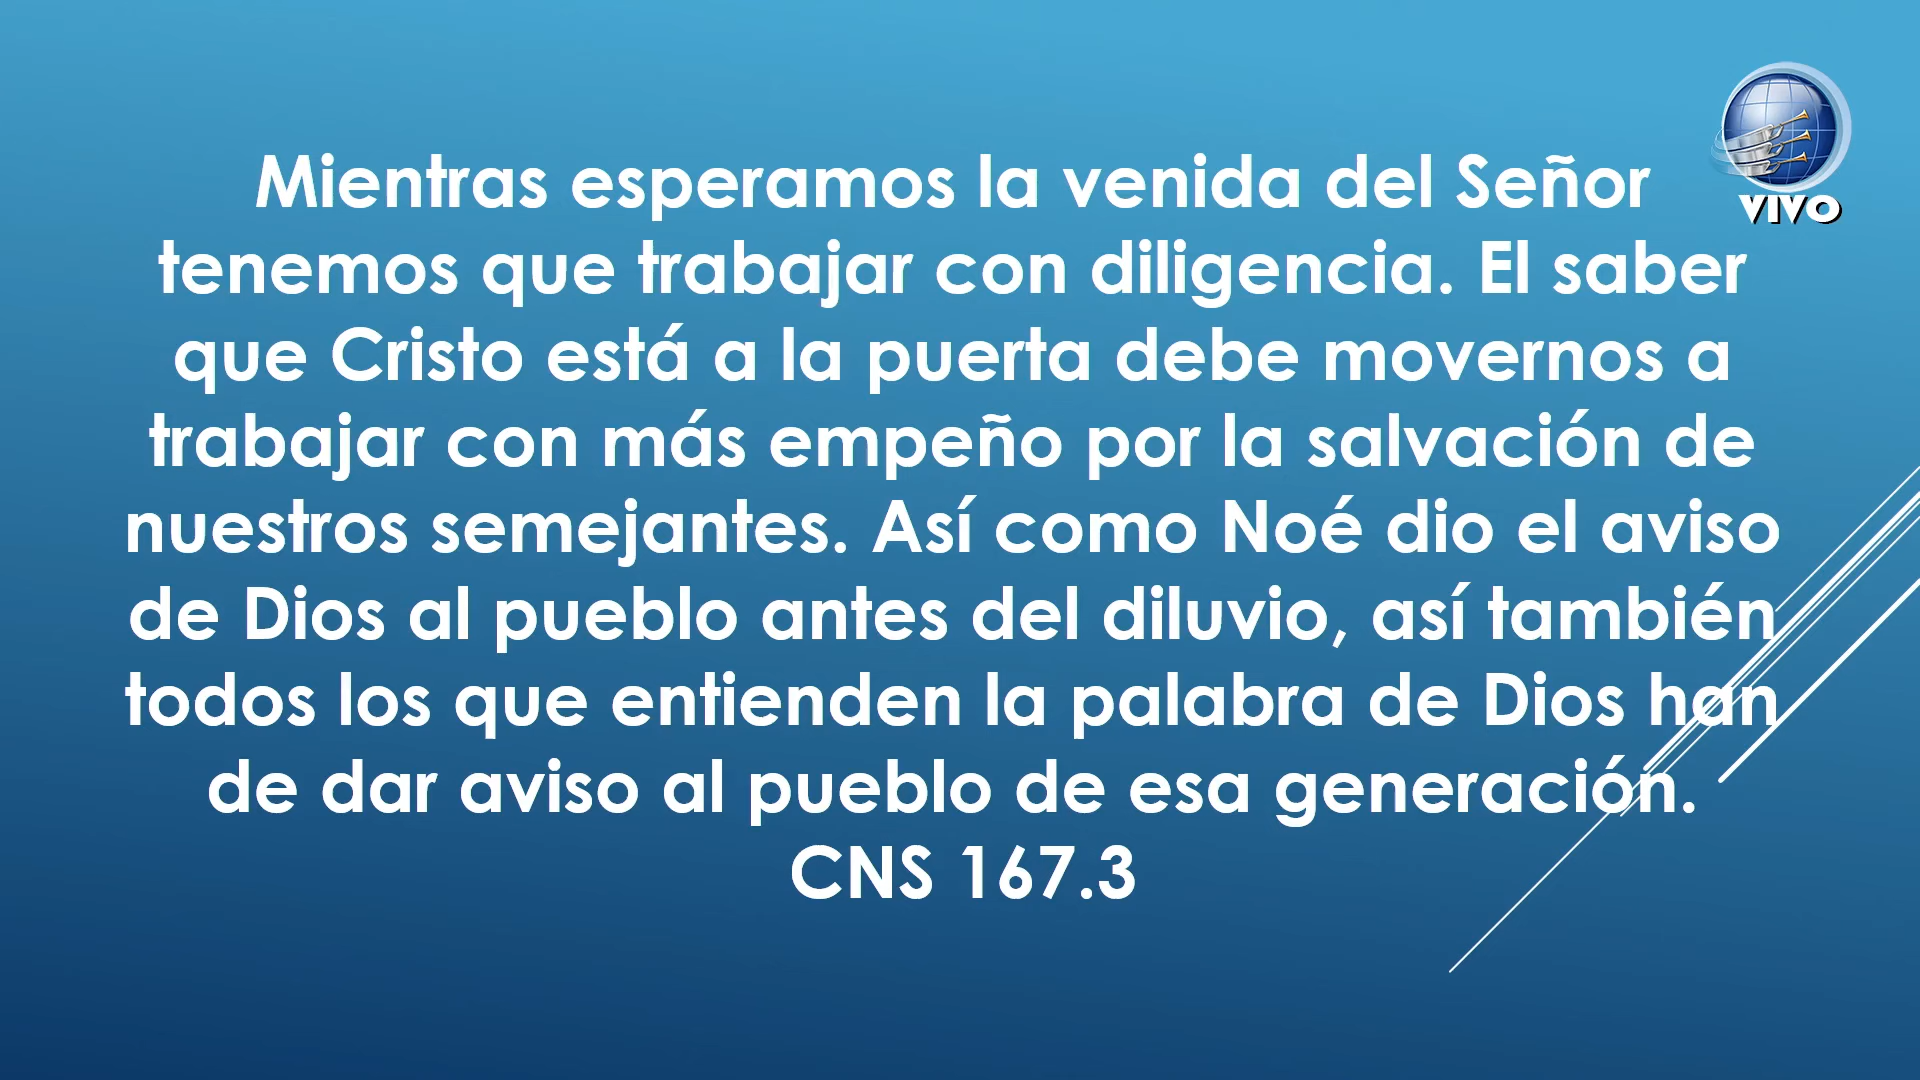 Mientras esperamos la venida del Señor
tenemos que trabajar con diligencia. El saber
que Cristo está a la puerta debe movernos a
trabajar con más empeño por la salvación de
nuestros semejantes. Así como Noé dio el aviso
de Dios al pueblo antes del diluvio, así también
todos los que entienden la palabra de Dios han
de dar aviso al pueblo de esa generación.
CNS 167.3
VIVO